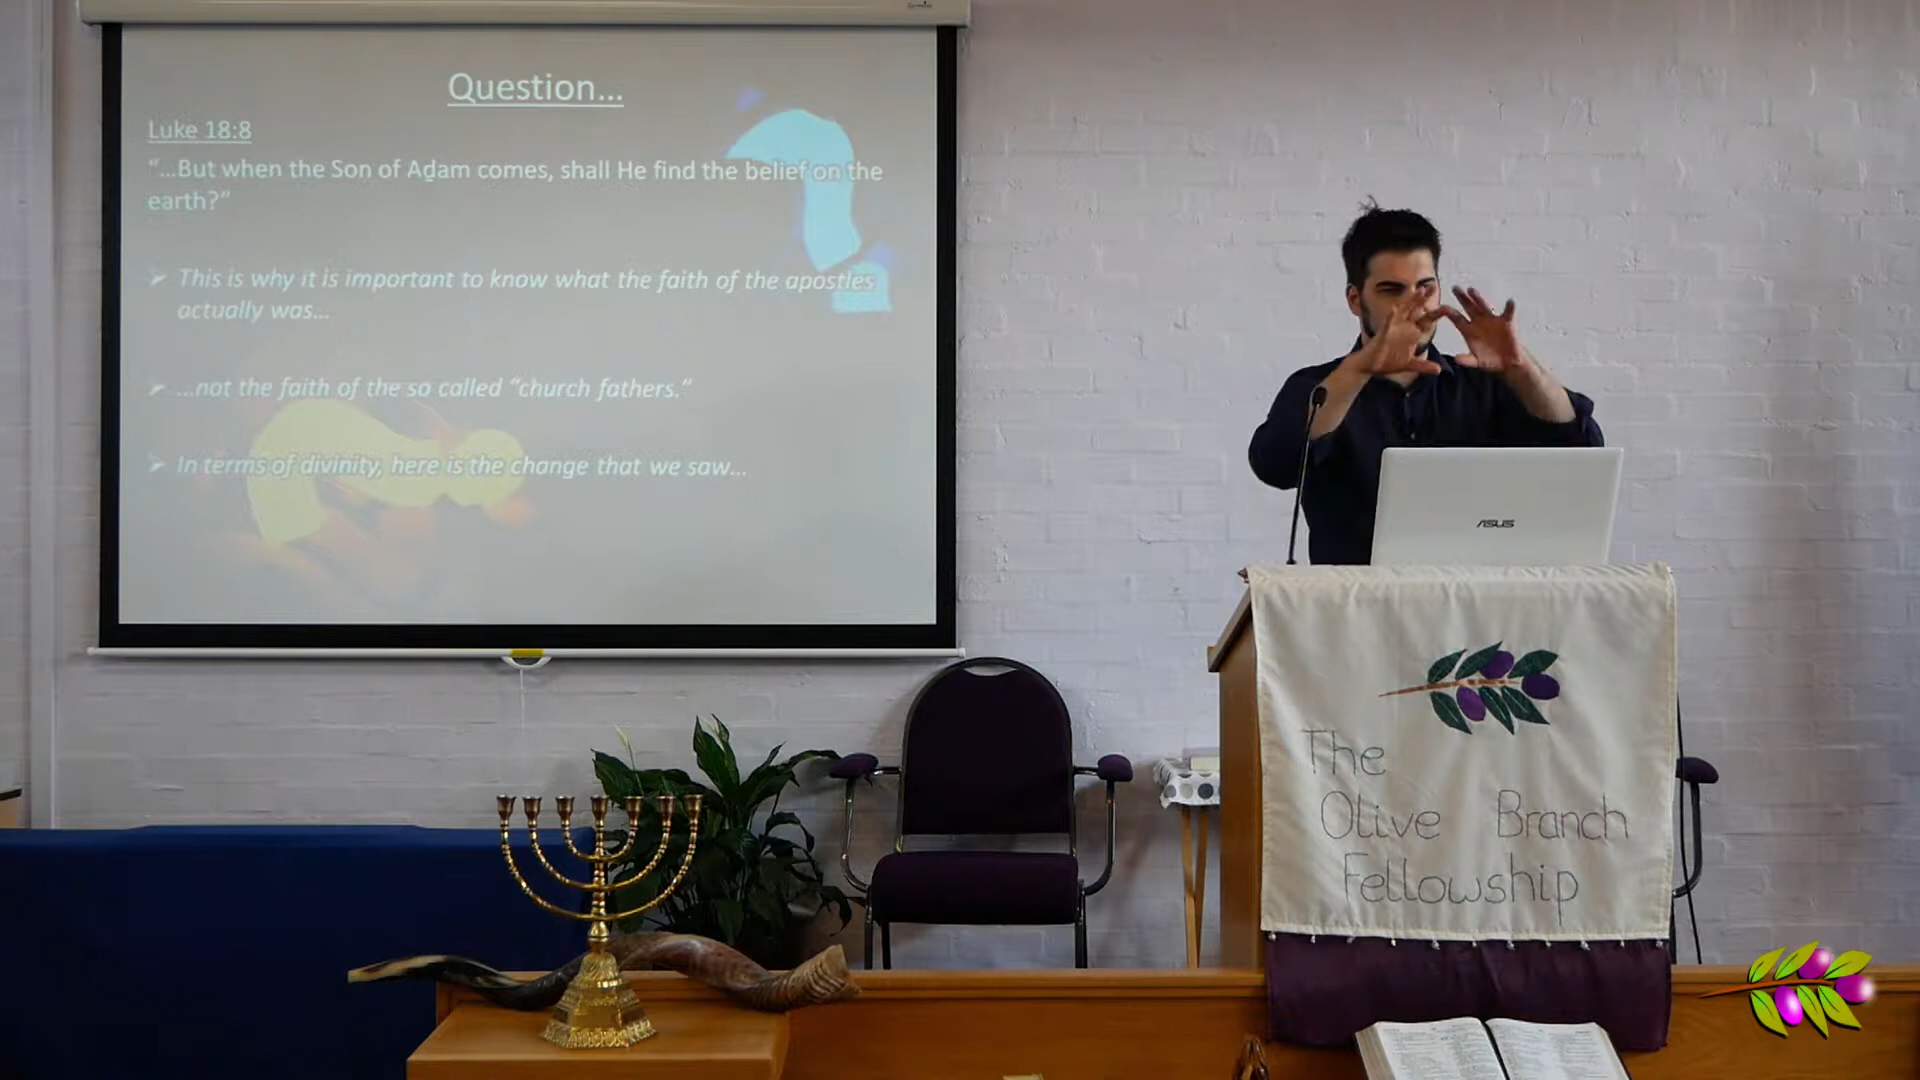 Question...
Luke 18:8
“...But when the Son of Aḏam comes, shall He find the belief on the
earth?”
➢ This is why it is important to know what the faith of the apostles
actually was...
➢ ...not the faith of the so called “church fathers.”
➢ In terms of divinity, here is the change that we saw...
ASUS
The
Olive Branch
Fellowship